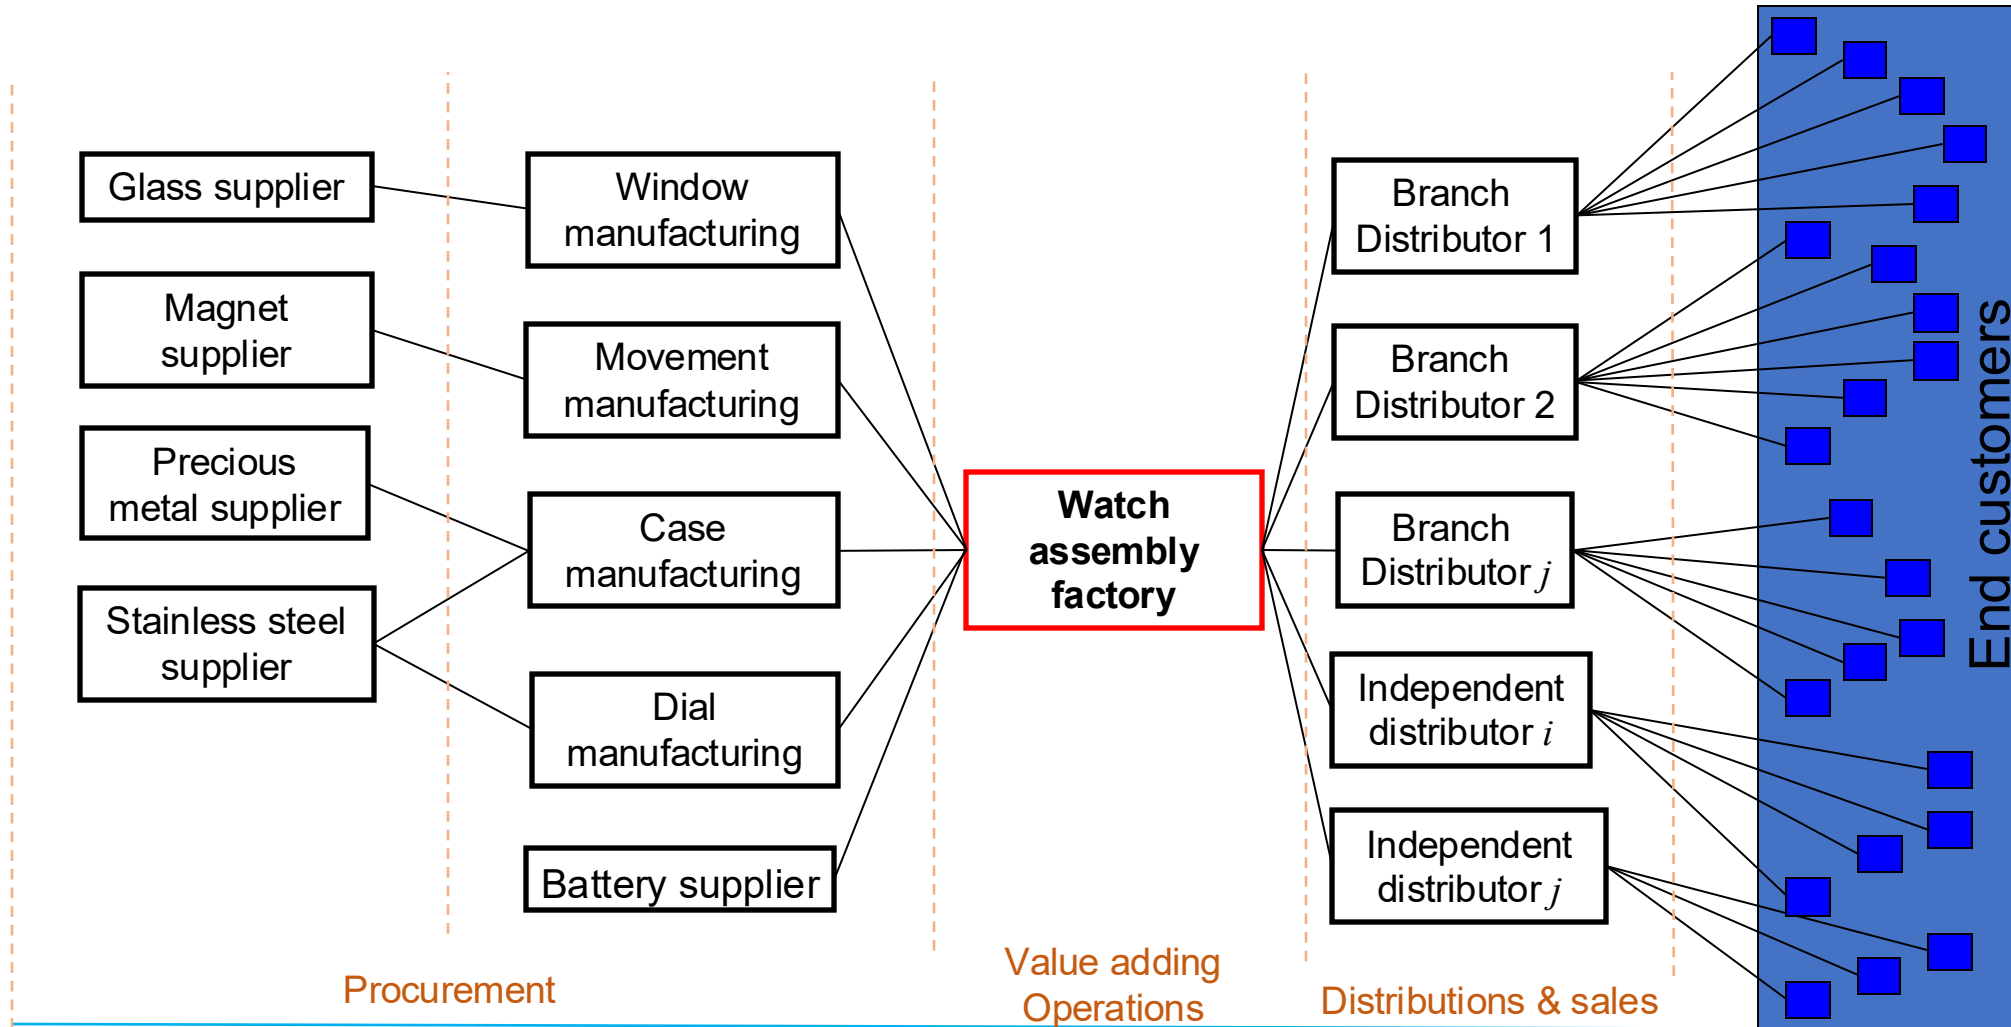 Glass supplier
Magnet
supplier
Precious
metal supplier
Stainless steel
supplier
Window
manufacturing
Movement
manufacturing
Case
manufacturing
Dial
manufacturing
Battery supplier
Watch
assembly
factory
Branch
Distributor 1
Branch
Distributor 2
Branch
Distributor j
Independent
distributor i
Independent
distributor j
End customers
Procurement
Value adding
Operations
Distributions & sales